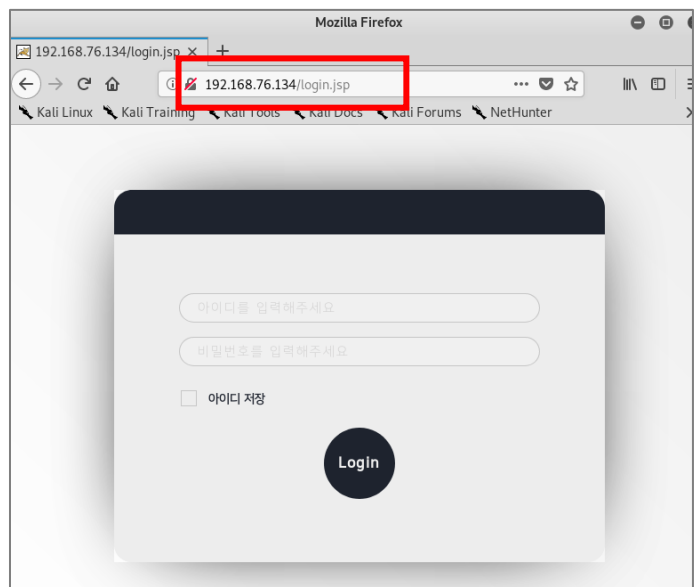 Mozilla Firefox
192.168.76.134/login.jsp
192.168.76.134/login.jsp
Kali Linux Kali Training Kali Tools Kali Docs Kali Forums NetHunter
아이디를 입력해주세요
비밀번호를 입력해주세요
아이디 저장
Login